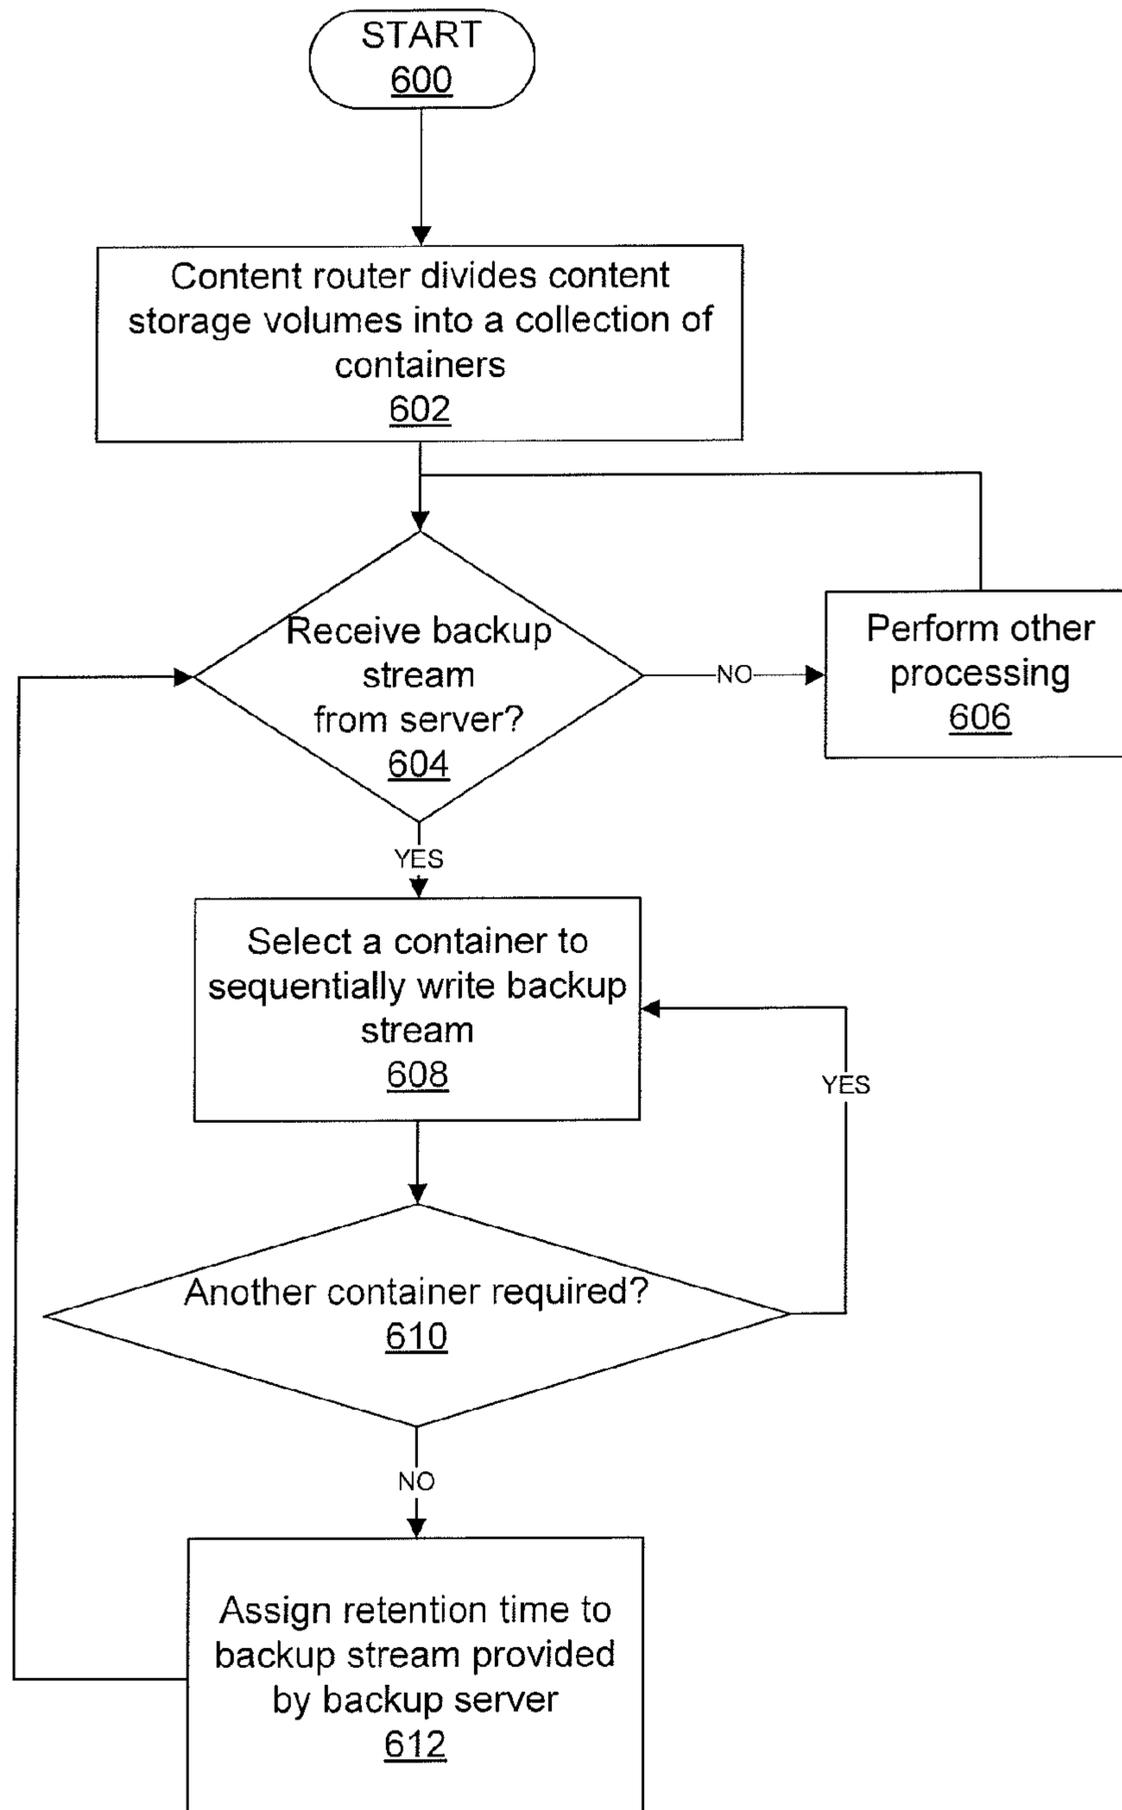 START
600
Content router divides content
storage volumes into a collection of
containers
602
Receive backup
stream
from server?
604
NO
Perform other
processing
606
YES
Select a container to
sequentially write backup
stream
608
YES
Another container required?
610
NO
Assign retention time to
backup stream provided
by backup server
612